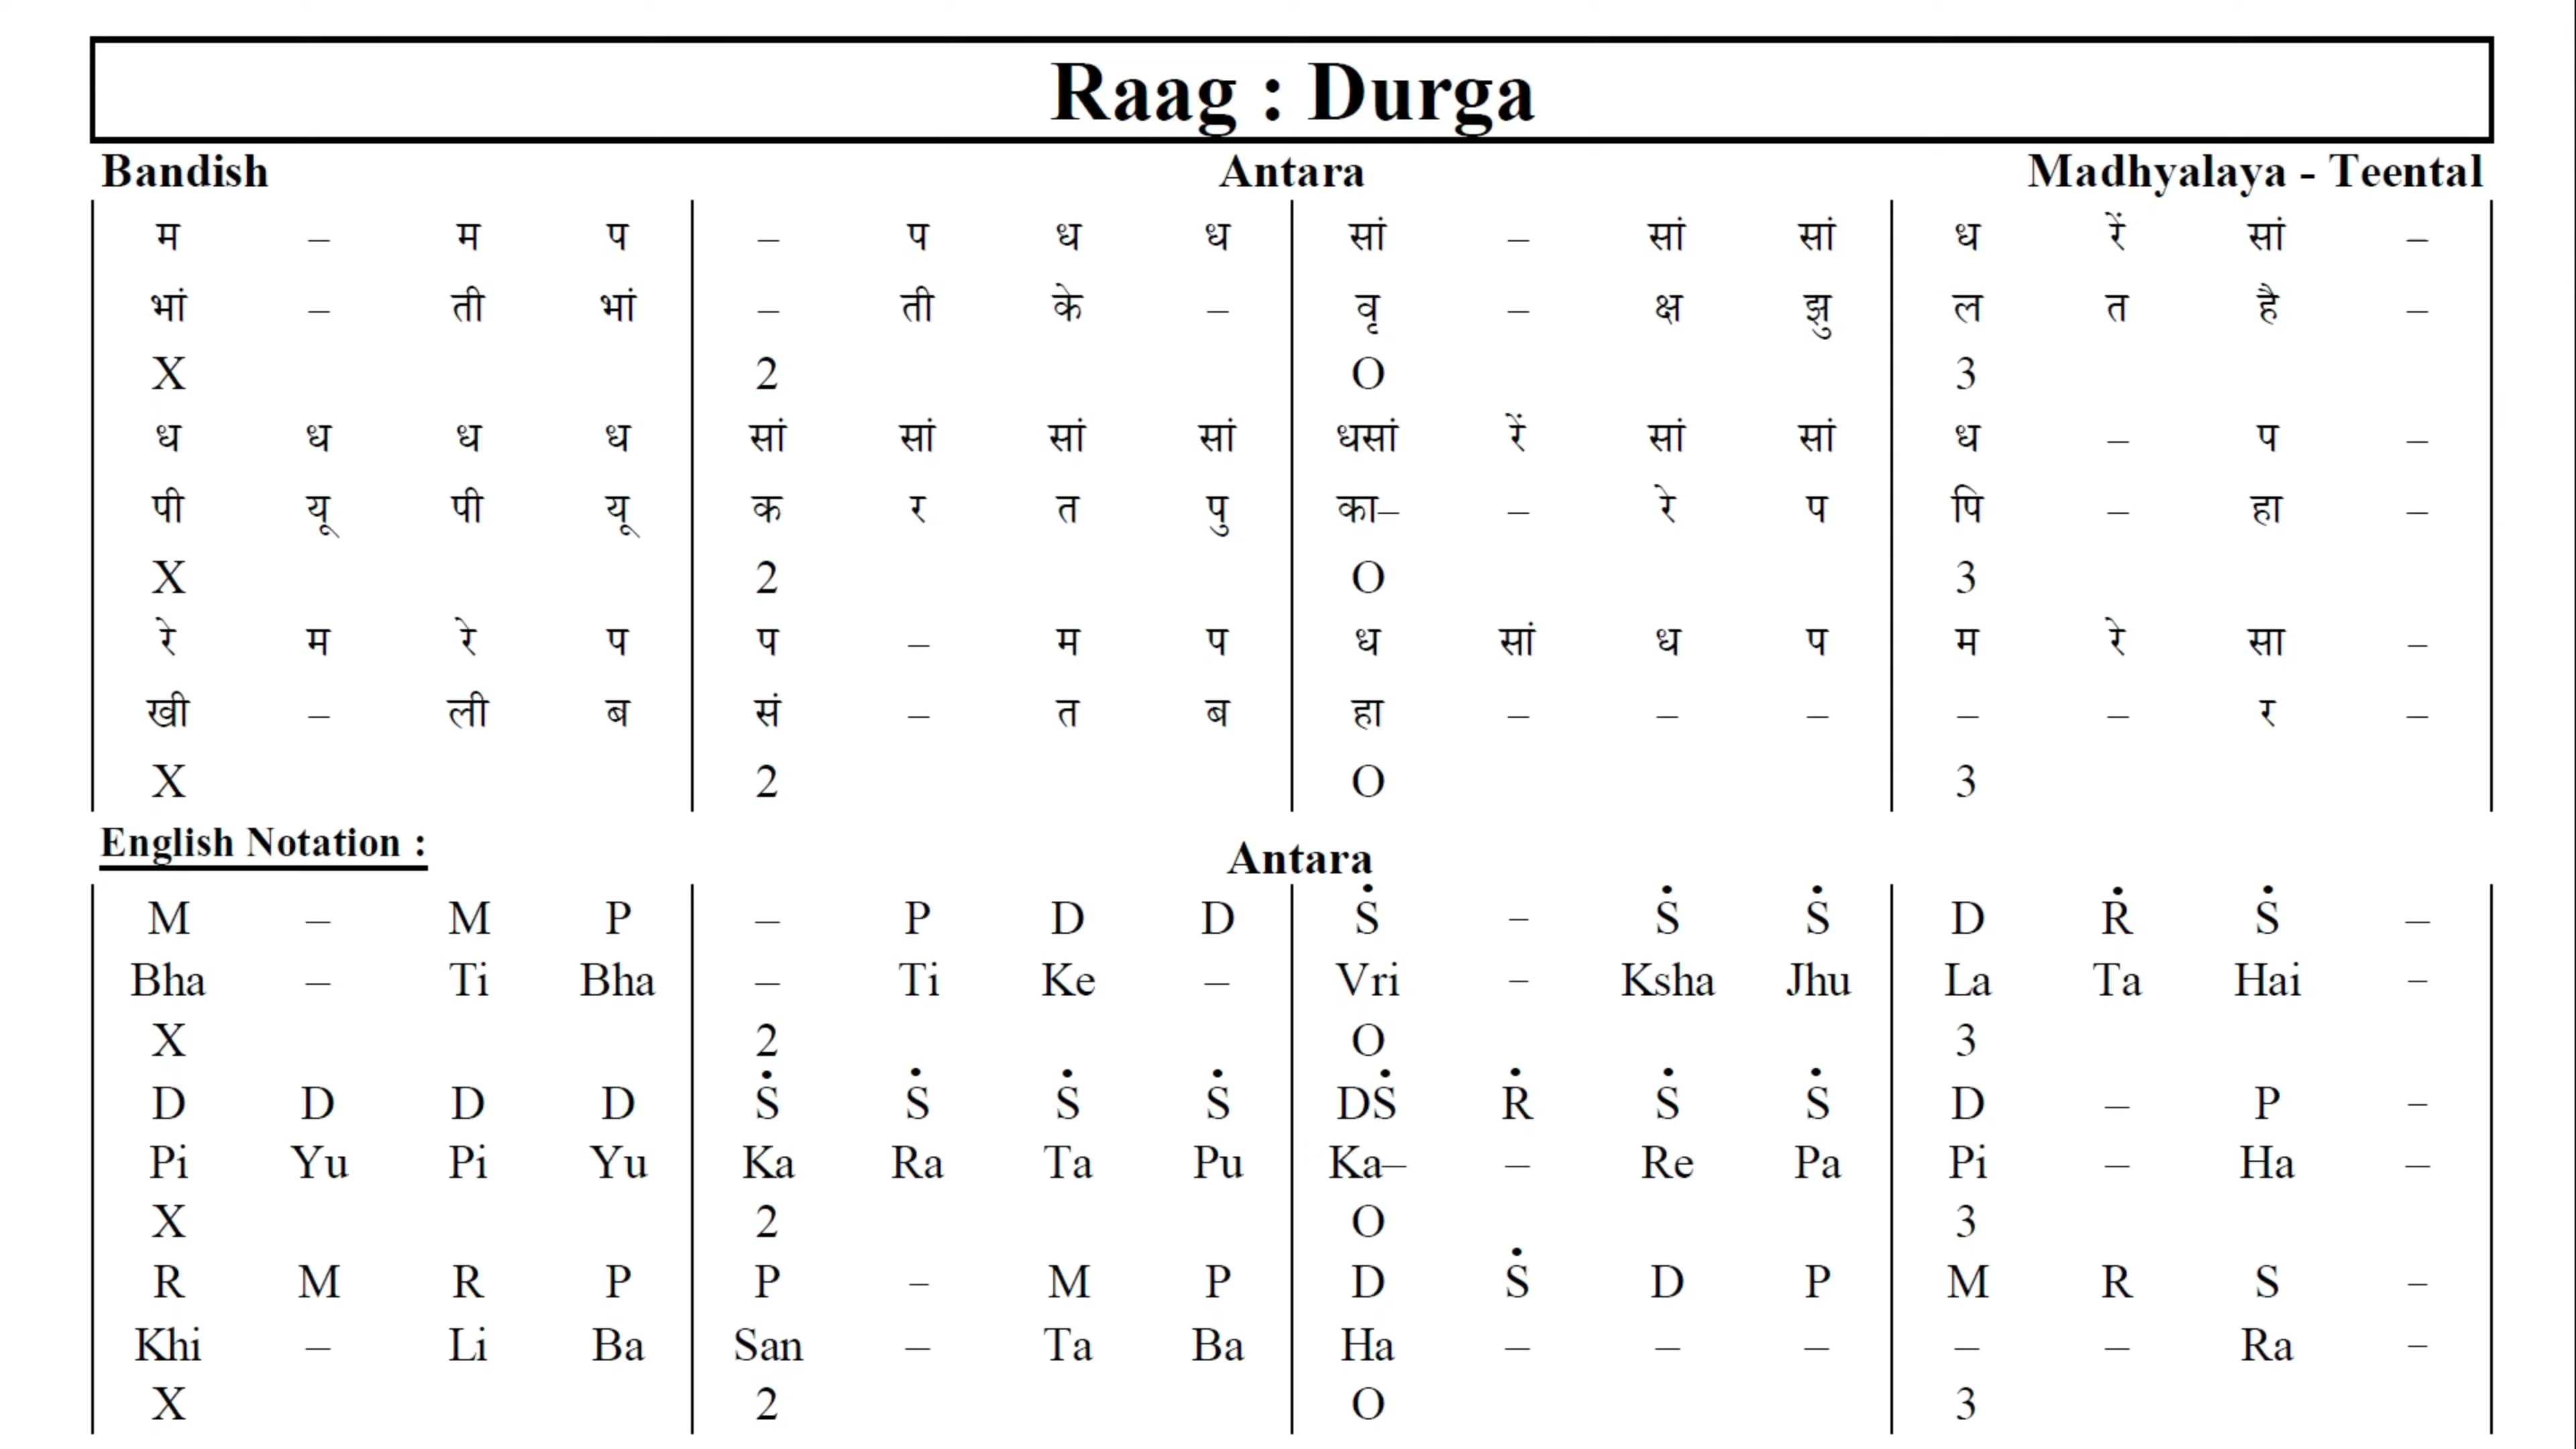 Raag : Durga
Bandish Antara Madhyalaya - Teental
म – म प – प ध ध सां – सां सां ध रें सां –
भां – ती भां – ती के – वृ – क्ष झु ल त है –
X 2 O 3
ध ध ध ध सां सां सां सां धसां रें सां सां ध – प –
पी यू पी यू क र त पु का– – रे प पि – हा –
X 2 O 3
रे म रे प प – म प ध सां ध प म रे सा –
खी – ली ब सं – त ब हा – – – – – र –
X 2 O 3
English Notation :
Antara
M – M P – P D D Ṡ – Ṡ Ṡ D Ṙ Ṡ –
Bha – Ti Bha – Ti Ke – Vri – Ksha Jhu La Ta Hai –
X 2 O 3
D D D D Ṡ Ṡ Ṡ Ṡ DṠ Ṙ Ṡ Ṡ D – P –
Pi Yu Pi Yu Ka Ra Ta Pu Ka– – Re Pa Pi – Ha –
X 2 O 3
R M R P P – M P D Ṡ D P M R S –
Khi – Li Ba San – Ta Ba Ha – – – – – Ra –
X 2 O 3